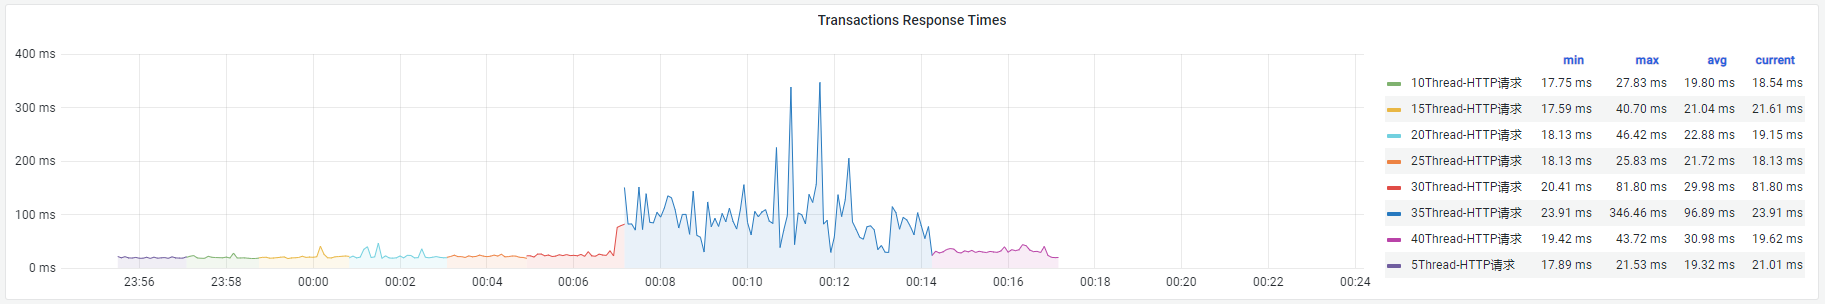 Transactions Response Times
400 ms
300 ms
200 ms
100 ms
0 ms
23:56 23:58 00:00 00:02 00:04 00:06 00:08 00:10 00:12 00:14 00:16 00:18 00:20 00:22 00:24
min max avg current
10Thread-HTTP请求 17.75 ms 27.83 ms 19.80 ms 18.54 ms
15Thread-HTTP请求 17.59 ms 40.70 ms 21.04 ms 21.61 ms
20Thread-HTTP请求 18.13 ms 46.42 ms 22.88 ms 19.15 ms
25Thread-HTTP请求 18.13 ms 25.83 ms 21.72 ms 18.13 ms
30Thread-HTTP请求 20.41 ms 81.80 ms 29.98 ms 81.80 ms
35Thread-HTTP请求 23.91 ms 346.46 ms 96.89 ms 23.91 ms
40Thread-HTTP请求 19.42 ms 43.72 ms 30.98 ms 19.62 ms
5Thread-HTTP请求 17.89 ms 21.53 ms 19.32 ms 21.01 ms